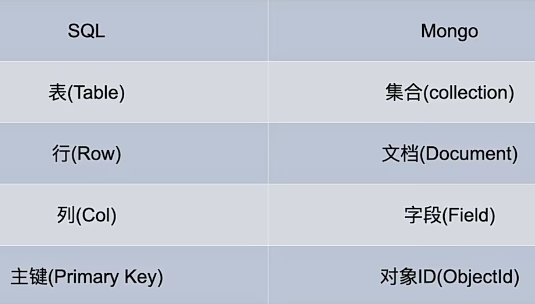 SQL Mongo
表(Table) 集合(collection)
行(Row) 文档(Document)
列(Col) 字段(Field)
主键(Primary Key) 对象ID(ObjectId)